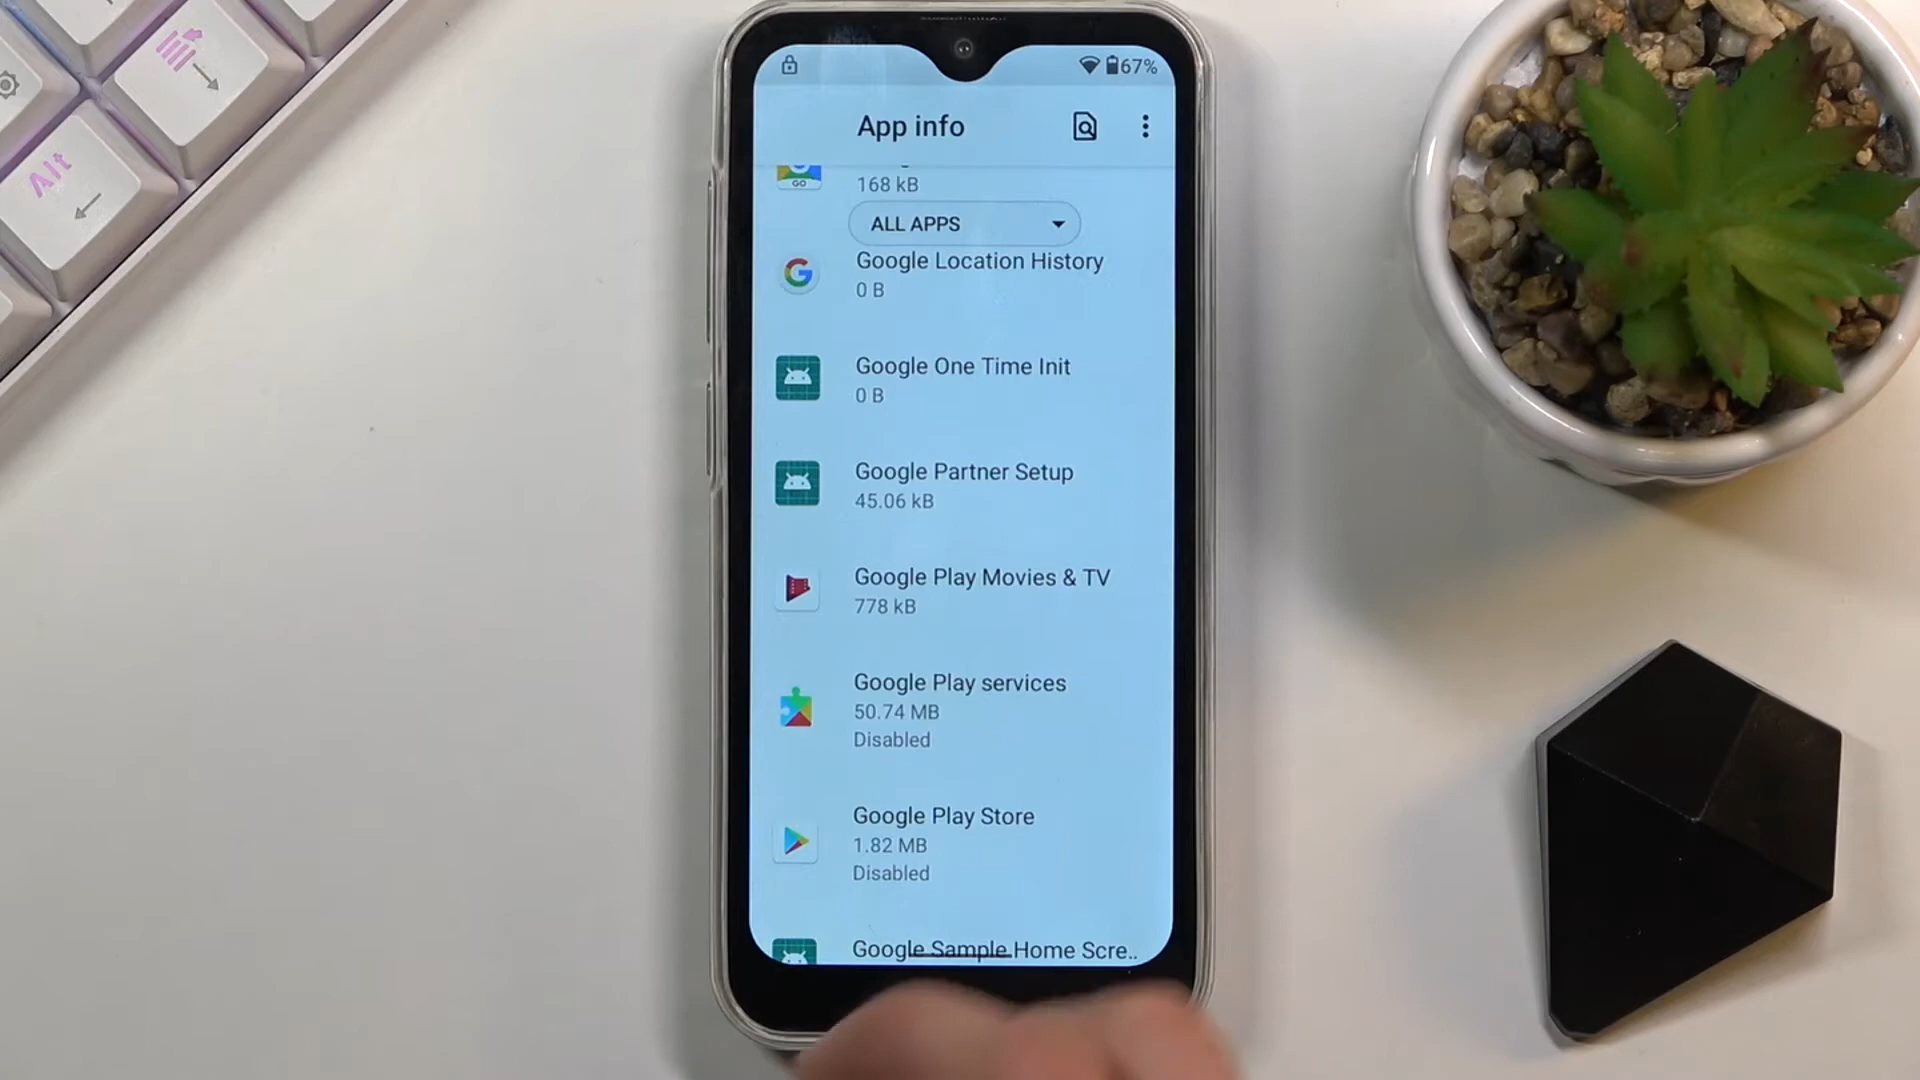 Alt
67%
App info
GO
168 kB
ALL APPS
Google Location History
0 B
Google One Time Init
0 B
Google Partner Setup
45.06 kB
Google Play Movies & TV
778 kB
Google Play services
50.74 MB
Disabled
Google Play Store
1.82 MB
Disabled
Google Sample Home Scre..